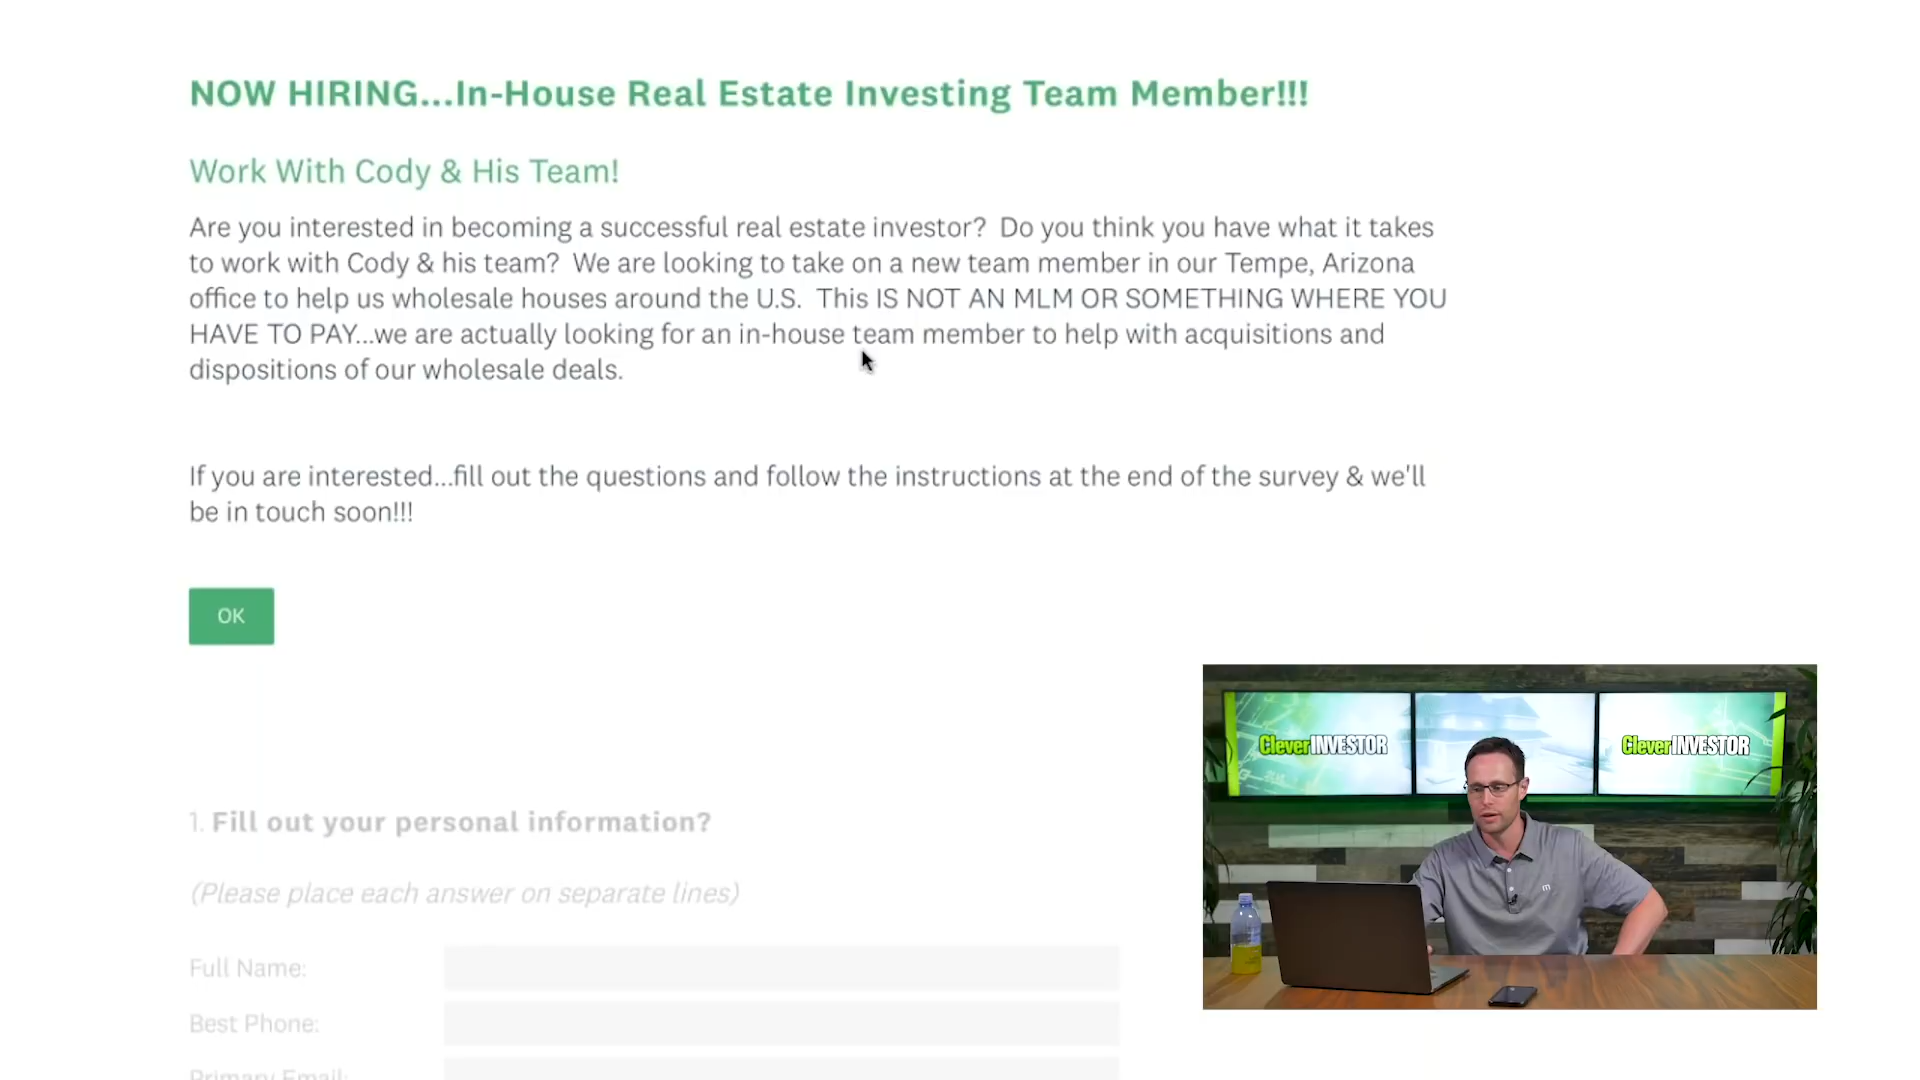 NOW HIRING...In-House Real Estate Investing Team Member!!!
Work With Cody & His Team!
Are you interested in becoming a successful real estate investor?  Do you think you have what it takes
to work with Cody & his team?  We are looking to take on a new team member in our Tempe, Arizona
office to help us wholesale houses around the U.S.  This IS NOT AN MLM OR SOMETHING WHERE YOU
HAVE TO PAY...we are actually looking for an in-house team member to help with acquisitions and
dispositions of our wholesale deals.
If you are interested...fill out the questions and follow the instructions at the end of the survey & we'll
be in touch soon!!!
OK
1. Fill out your personal information?
(Please place each answer on separate lines)
Full Name:
Best Phone:
Primary Email:
CleverINVESTOR
CleverINVESTOR
m